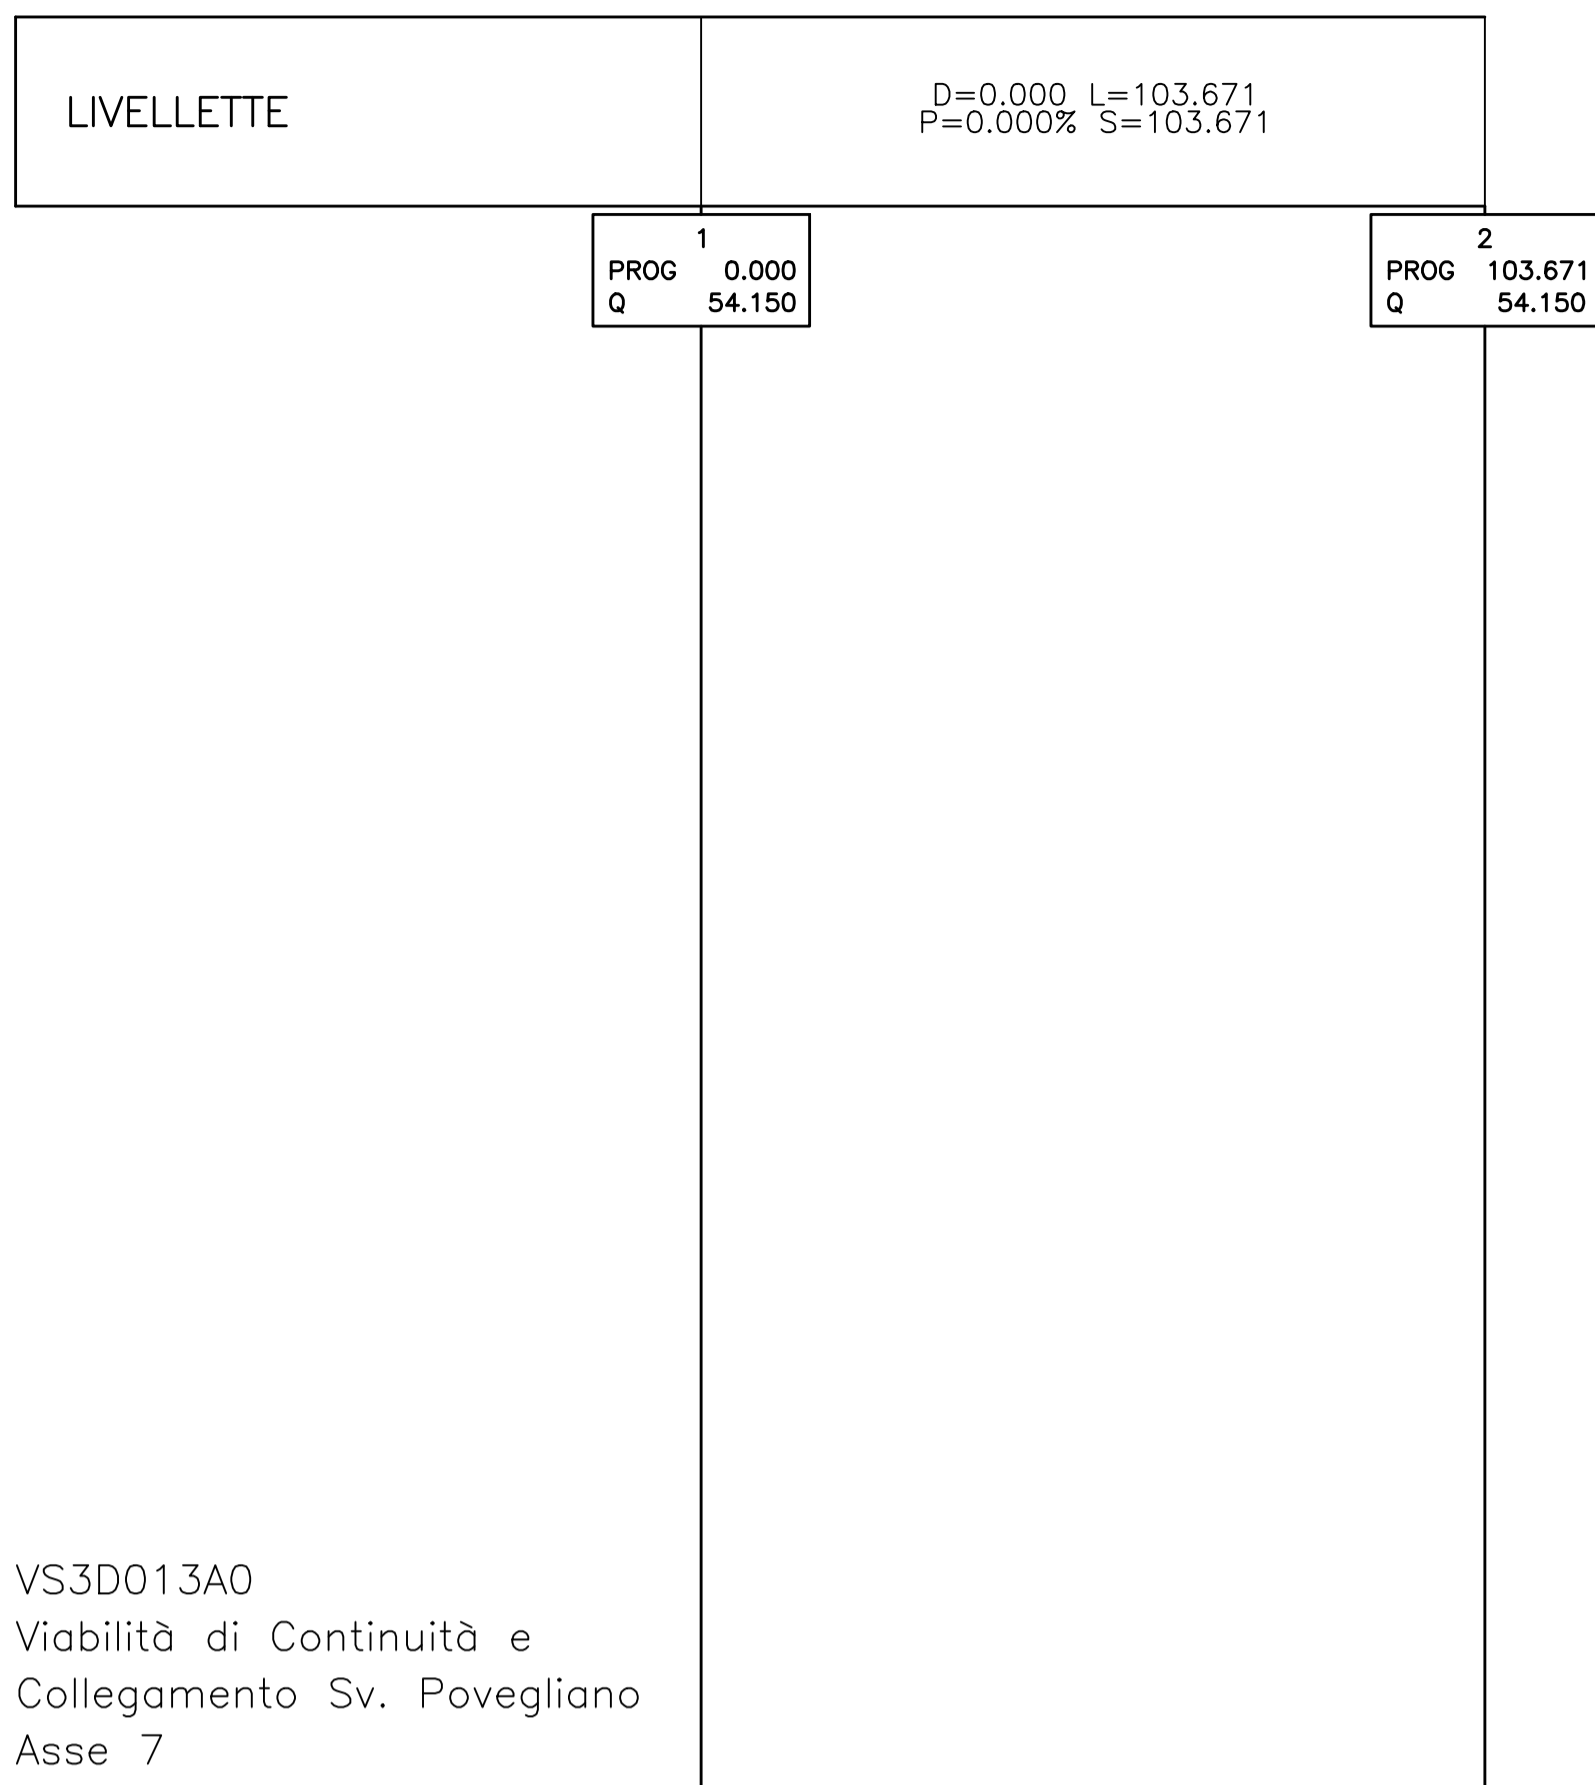 LIVELLETTE
D=0.000 L=103.671
P=0.000% S=103.671
1
PROG 0.000
Q 54.150
2
PROG 103.671
Q 54.150
VS3D013A0
Viabilità di Continuità e
Collegamento Sv. Povegliano
Asse 7